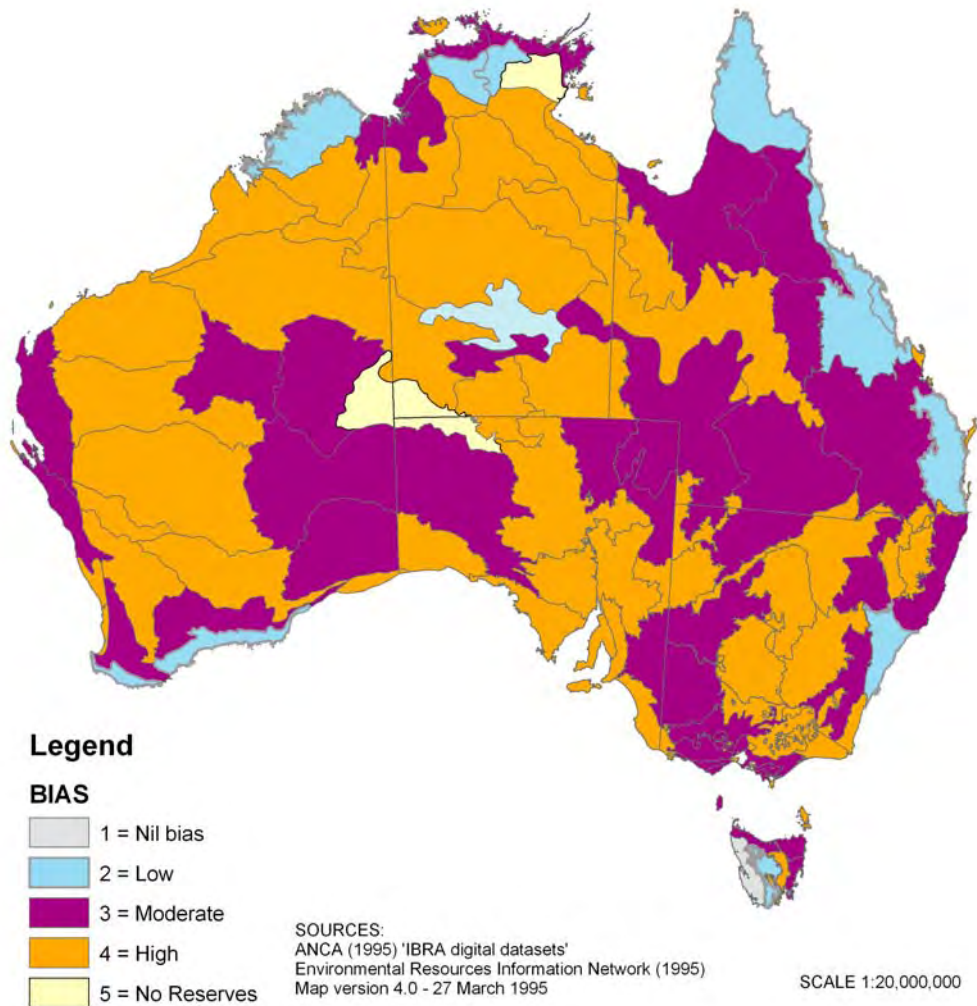 Legend
BIAS
1 = Nil bias
2 = Low
3 = Moderate
4 = High
5 = No Reserves
SOURCES:
ANCA (1995) 'IBRA digital datasets'
Environmental Resources Information Network (1995)
Map version 4.0 - 27 March 1995
SCALE 1:20,000,000